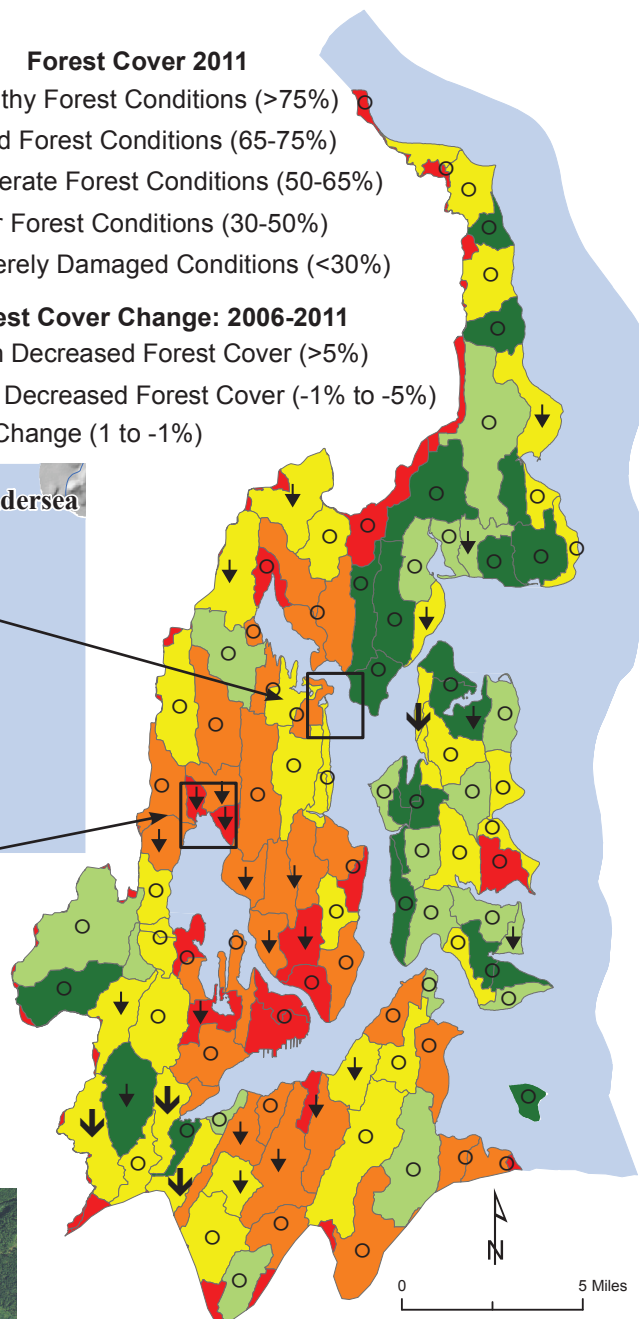 Forest Cover 2011
thy Forest Conditions (>75%)
d Forest Conditions (65-75%)
erate Forest Conditions (50-65%)
r Forest Conditions (30-50%)
erely Damaged Conditions (<30%)
est Cover Change: 2006-2011
n Decreased Forest Cover (>5%)
Decreased Forest Cover (-1% to -5%)
Change (1 to -1%)
dersea
N
0 5 Miles